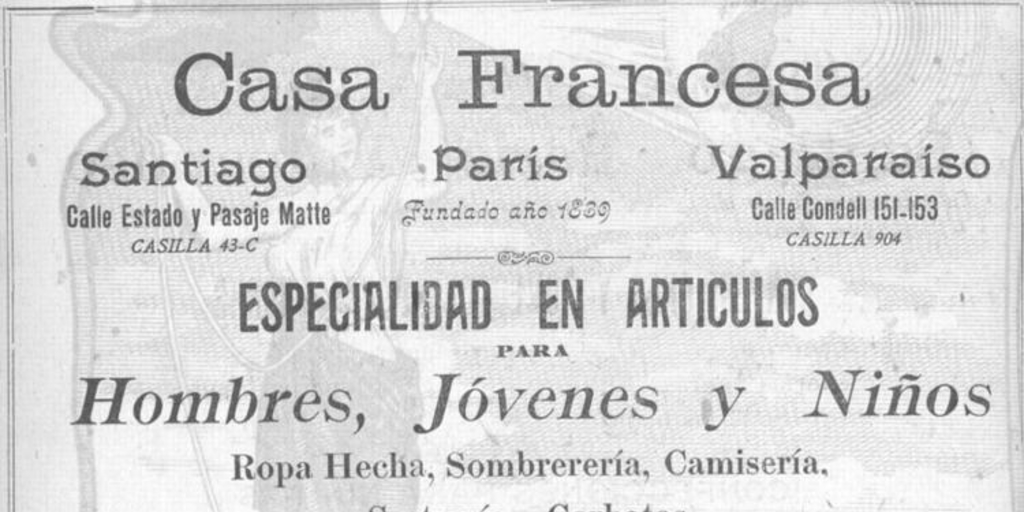 Casa Francesa
Santiago París Valparaíso
Calle Estado y Pasaje Matte Fundado año 1839 Calle Condell 151-153
CASILLA 43-C CASILLA 904
ESPECIALIDAD EN ARTICULOS
PARA
Hombres, Jóvenes y Niños
Ropa Hecha, Sombrerería, Camisería,